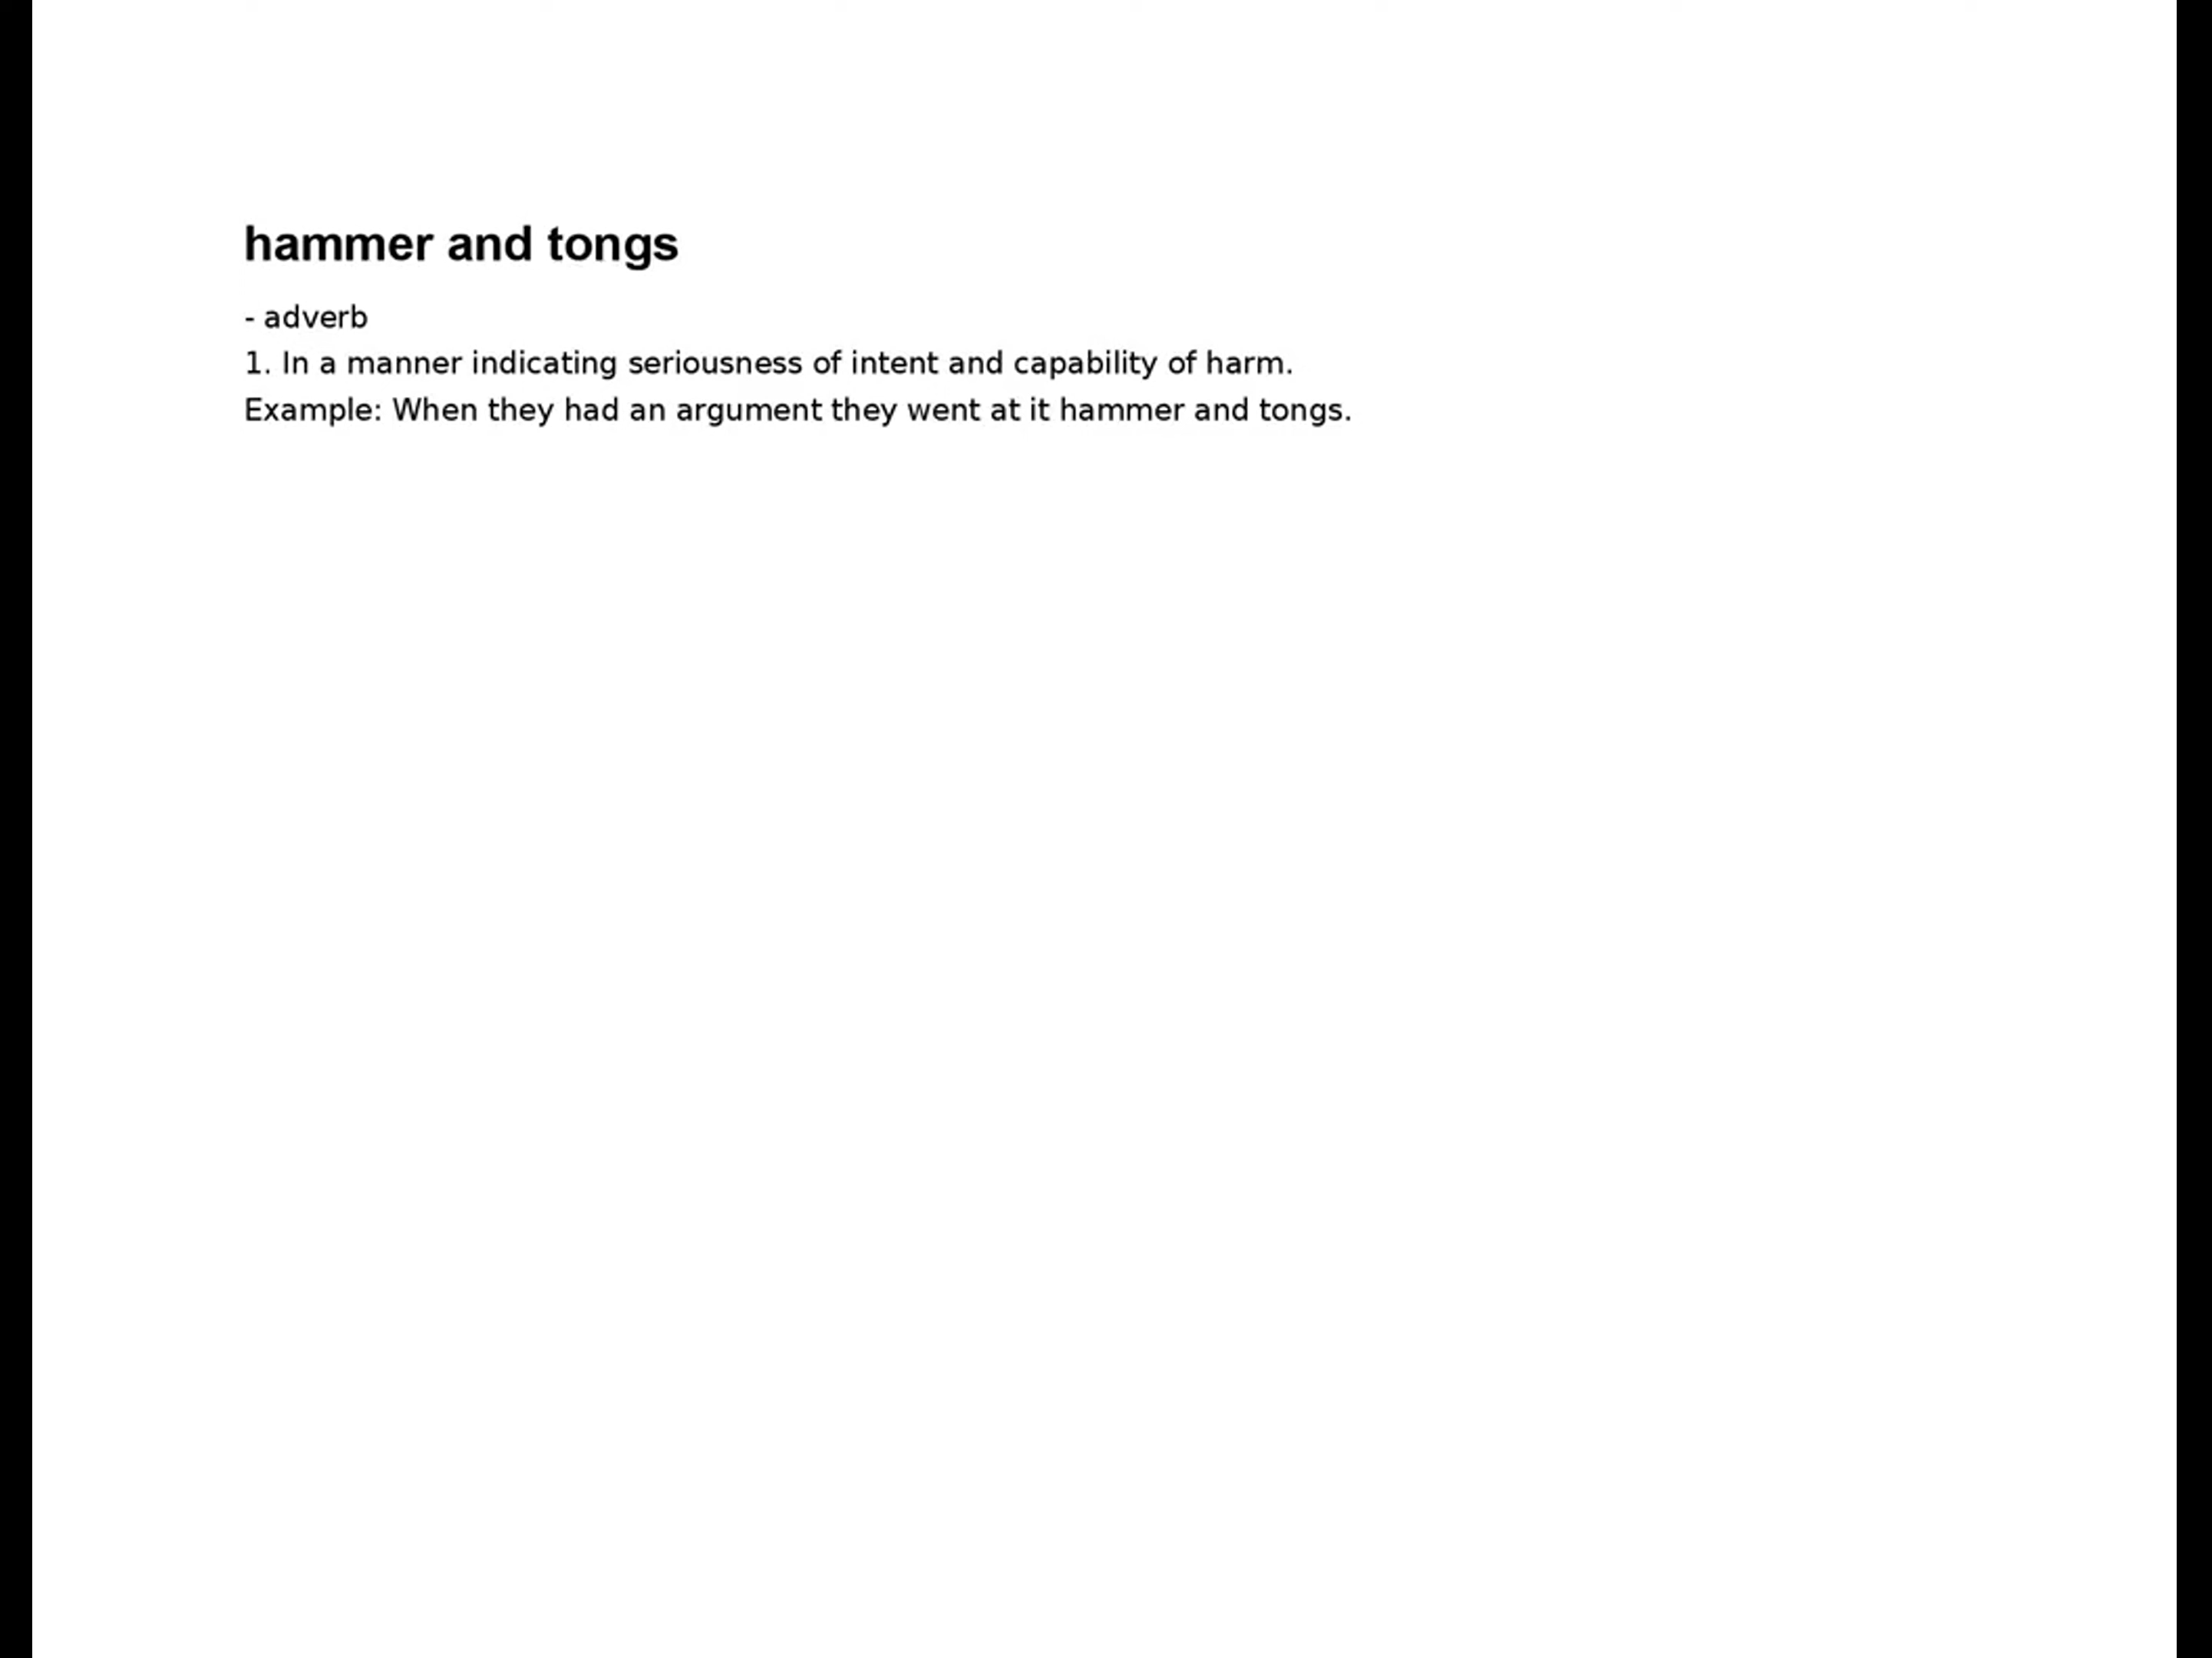 hammer and tongs
- adverb
1. In a manner indicating seriousness of intent and capability of harm.
Example: When they had an argument they went at it hammer and tongs.